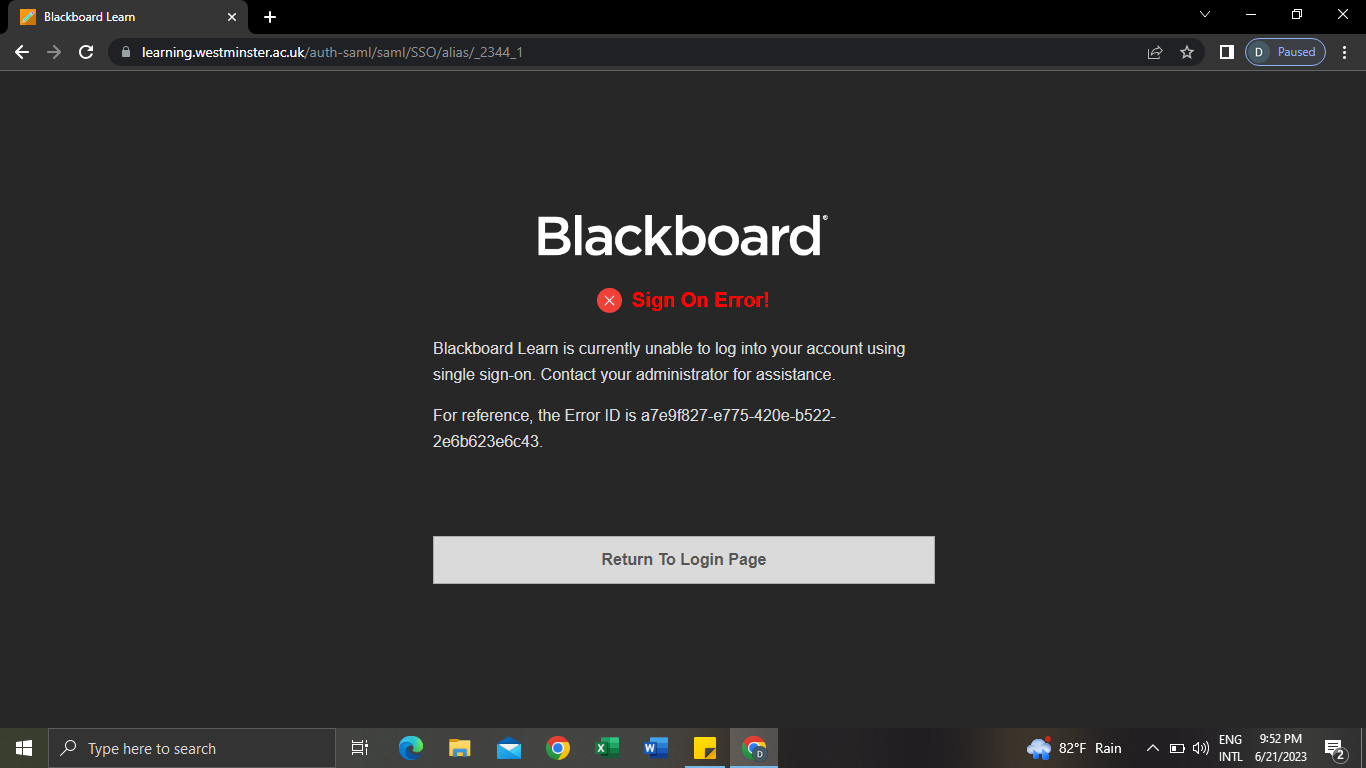 Blackboard Learn
learning.westminster.ac.uk/auth-saml/saml/SSO/alias/_2344_1
D Paused
Blackboard®
Sign On Error!
Blackboard Learn is currently unable to log into your account using
single sign-on. Contact your administrator for assistance.
For reference, the Error ID is a7e9f827-e775-420e-b522-
2e6b623e6c43.
Return To Login Page
Type here to search
82°F Rain
ENG
INTL
9:52 PM
6/21/2023
2